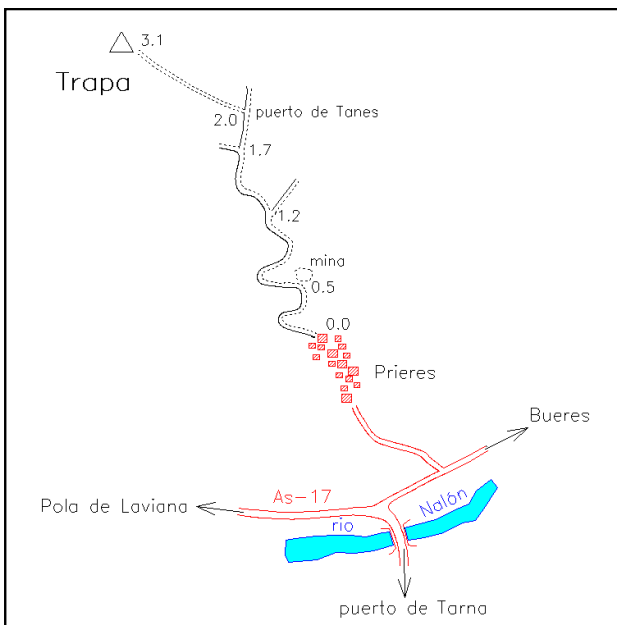 3.1
Trapa
puerto de Tanes
2.0
1.7
1.2
mina
0.5
0.0
Prieres
Bueres
As-17
Nalón
Pola de Laviana
rio
puerto de Tarna